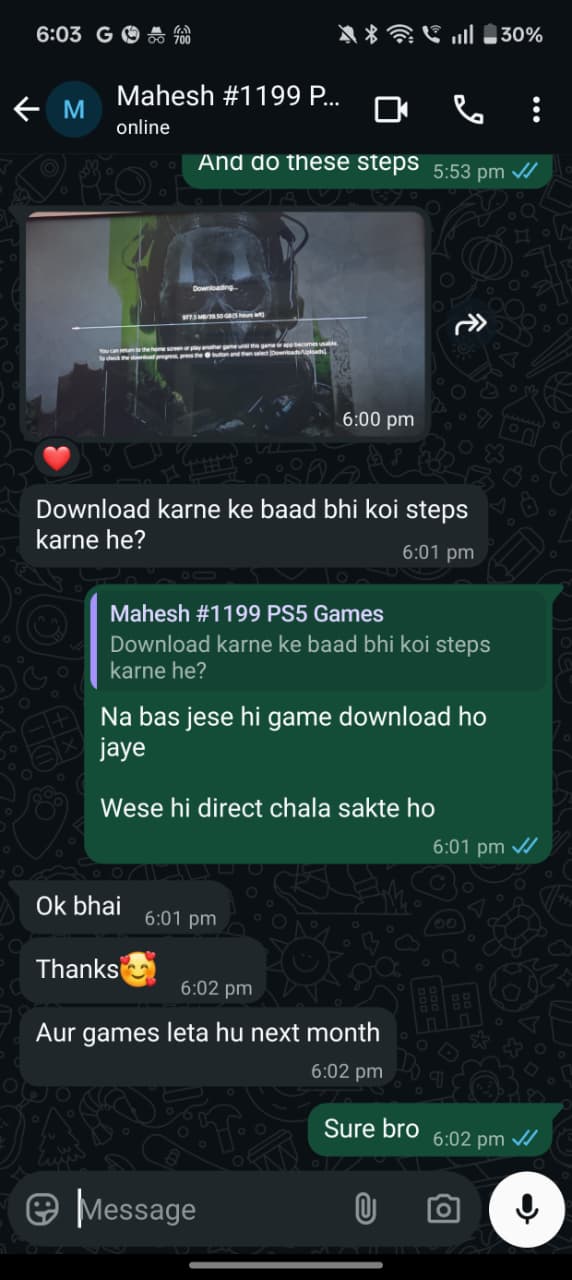 6:03
700
30%
M
Mahesh #1199 P...
online
And do these steps
5:53 pm
Downloading...
977.5 MB/39.50 GB(5 hours left)
You can return to the home screen or play another game until this game or app becomes usable.
To check the download progress, press the button and then select [Downloads/Uploads].
6:00 pm
Download karne ke baad bhi koi steps
karne he?
6:01 pm
Mahesh #1199 PS5 Games
Download karne ke baad bhi koi steps
karne he?
Na bas jese hi game download ho
jaye
Wese hi direct chala sakte ho
6:01 pm
Ok bhai
6:01 pm
Thanks🥰
6:02 pm
Aur games leta hu next month
6:02 pm
Sure bro
6:02 pm
Message